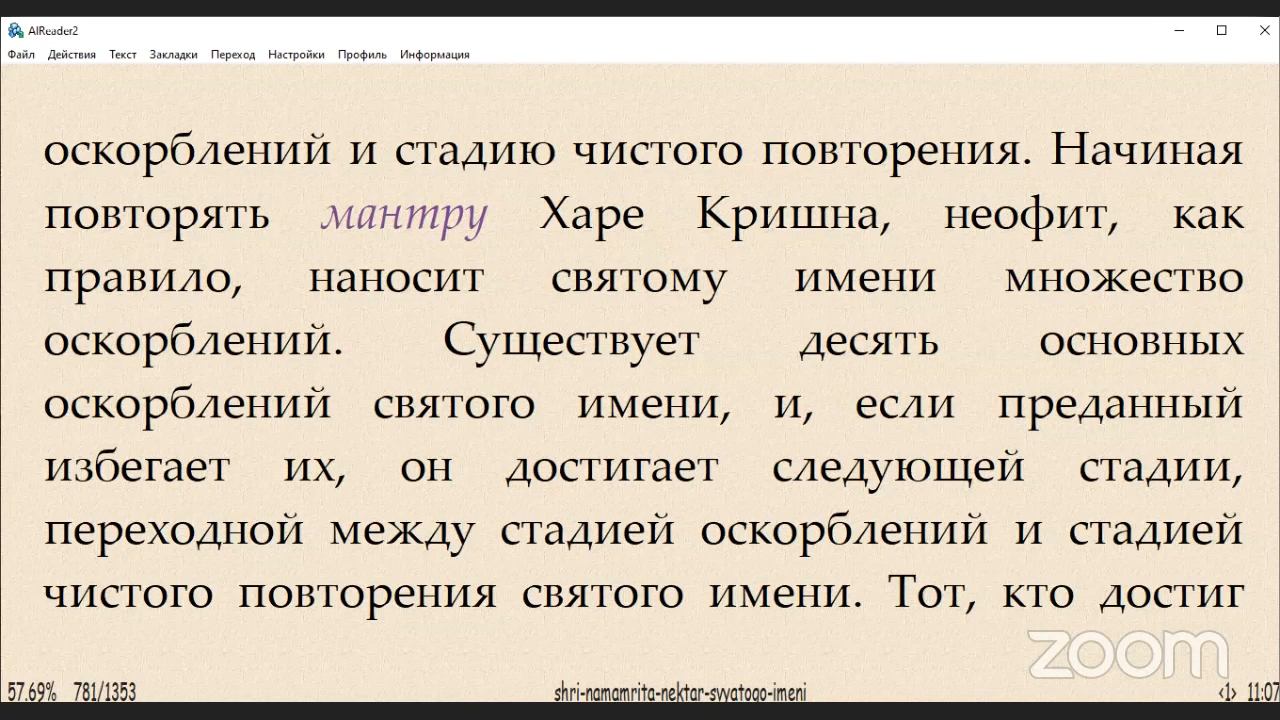 AlReader2
Файл Действия Текст Закладки Переход Настройки Профиль Информация
оскорблений и стадию чистого повторения. Начиная
повторять мантру Харе Кришна, неофит, как
правило, наносит святому имени множество
оскорблений. Существует десять основных
оскорблений святого имени, и, если преданный
избегает их, он достигает следующей стадии,
переходной между стадией оскорблений и стадией
чистого повторения святого имени. Тот, кто достиг
zoom
57.69% 781/1353 shri-namamrita-nektar-svyatogo-imeni <1> 11:07